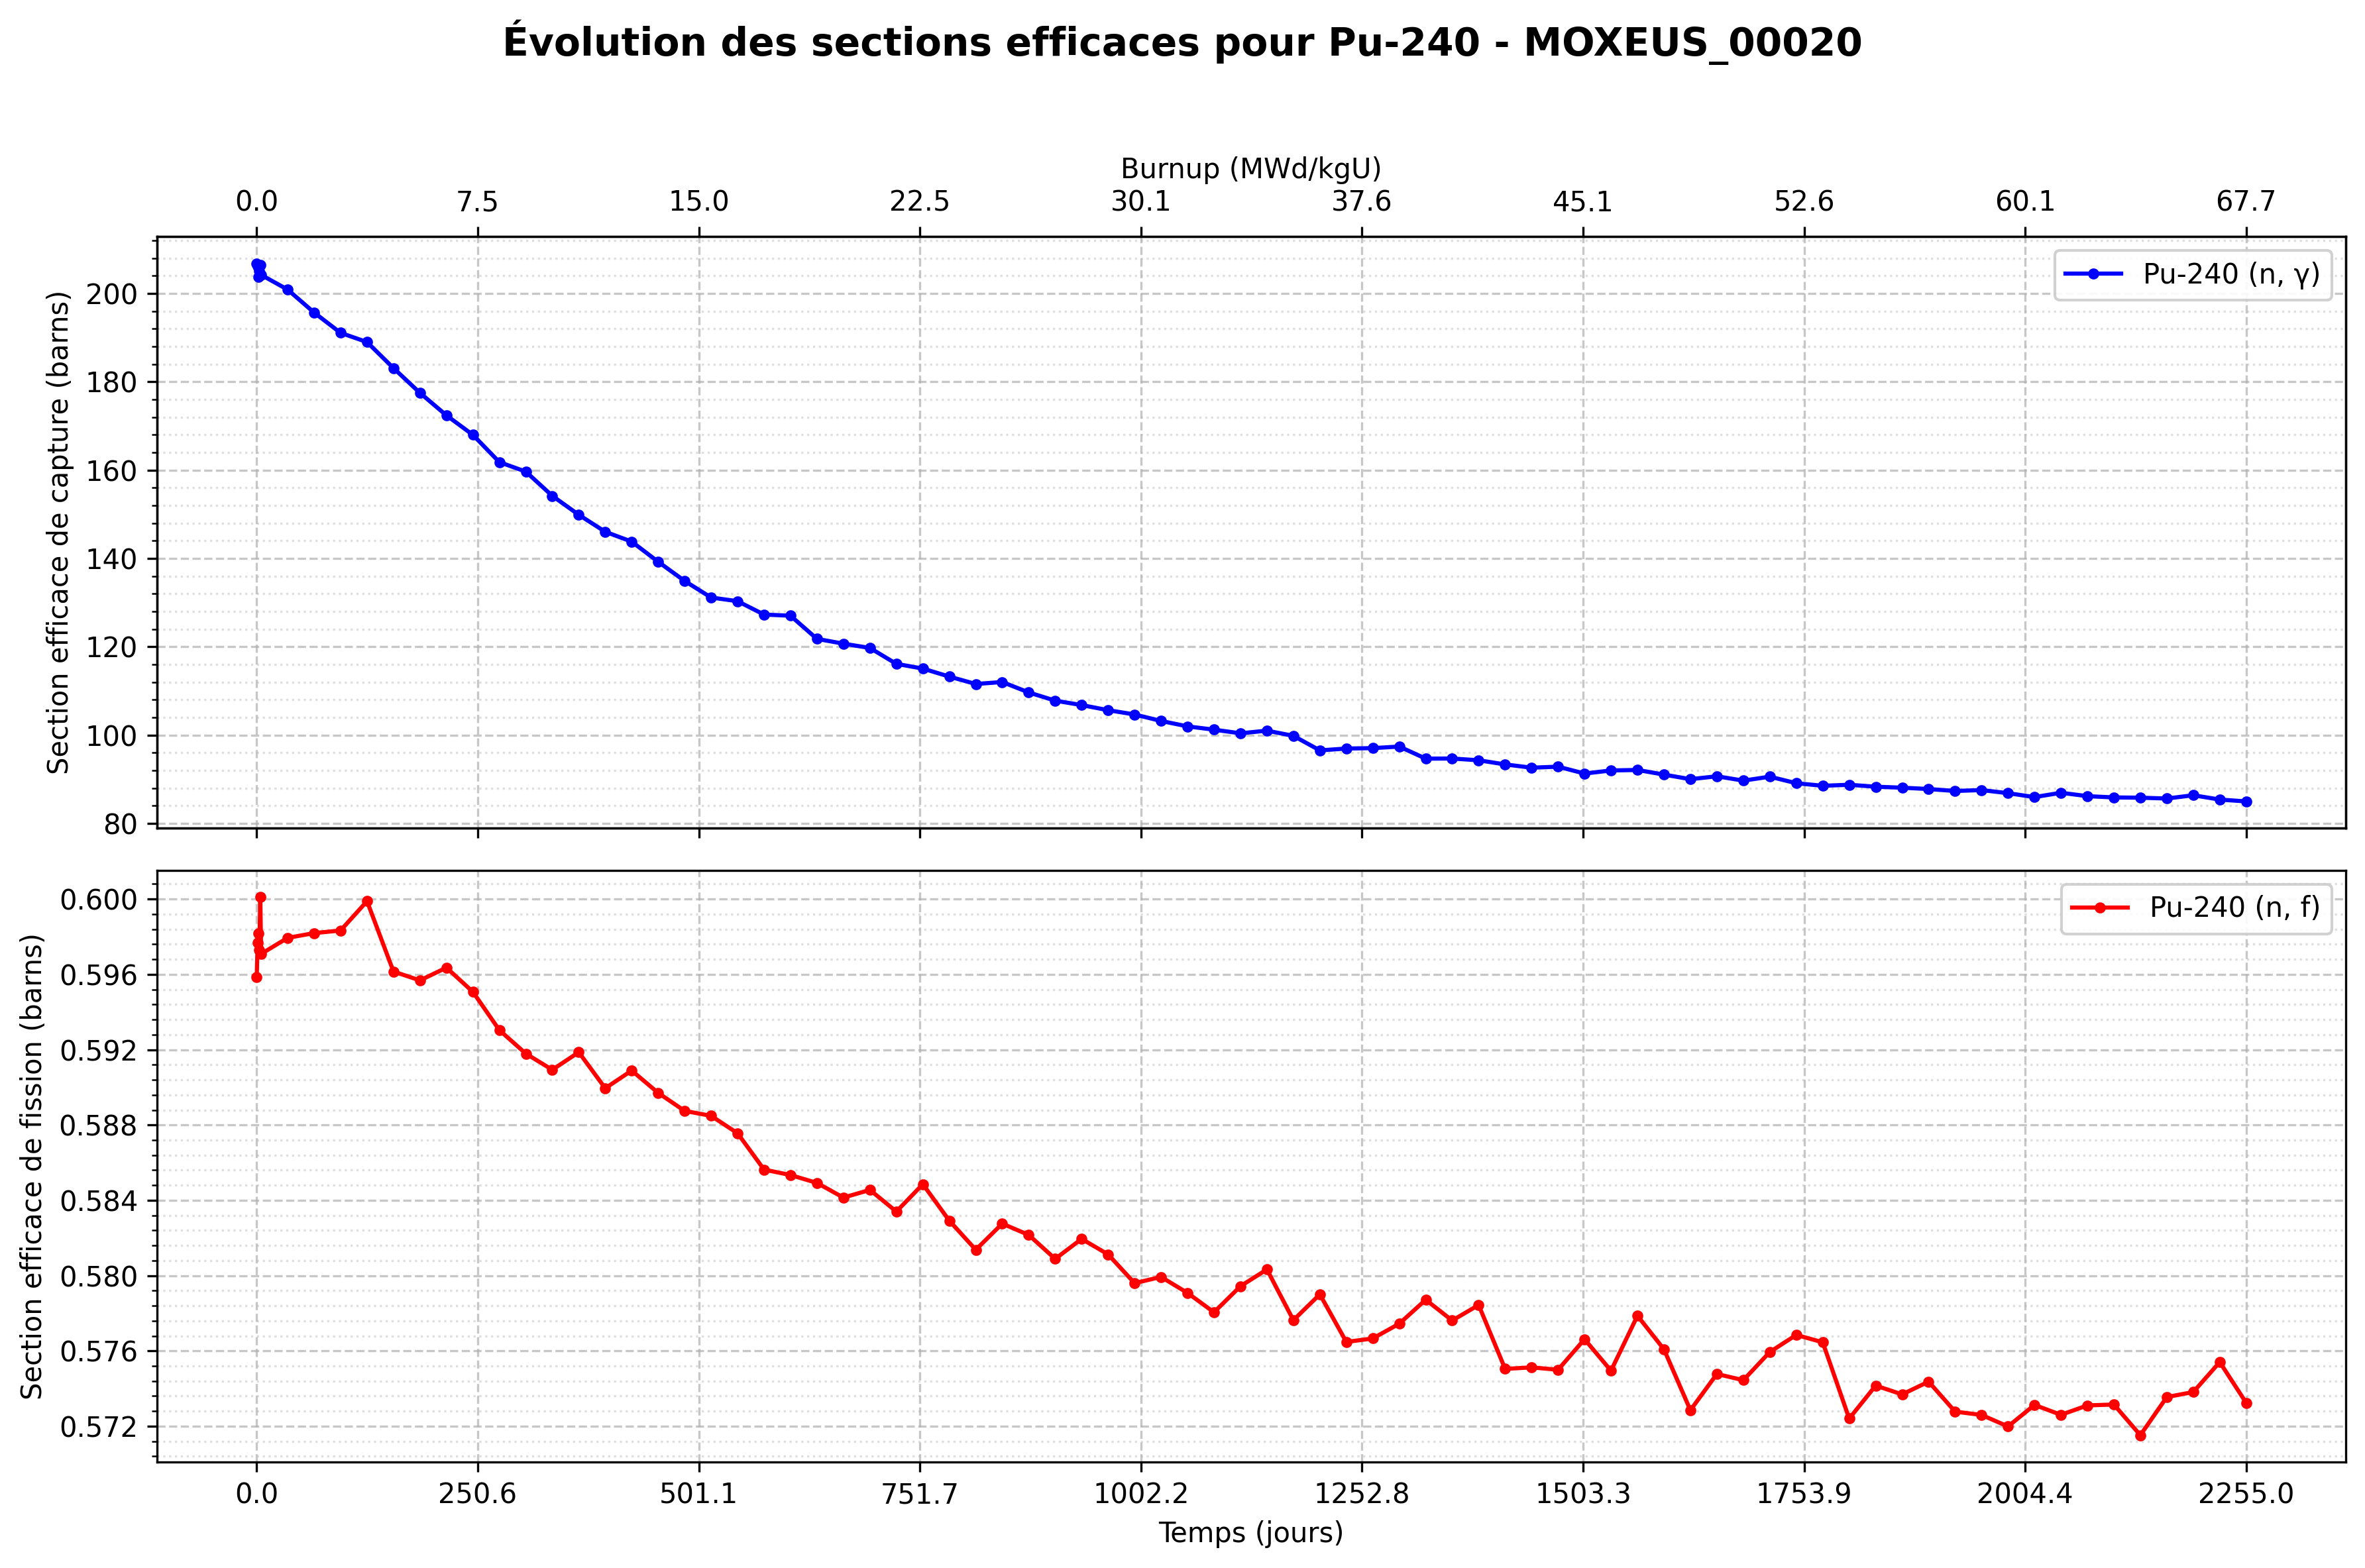 Évolution des sections efficaces pour Pu-240 - MOXEUS_00020
Burnup (MWd/kgU)
0.0 7.5 15.0 22.5 30.1 37.6 45.1 52.6 60.1 67.7
Section efficace de capture (barns)
200
180
160
140
120
100
80
Pu-240 (n, γ)
Section efficace de fission (barns)
0.600
0.596
0.592
0.588
0.584
0.580
0.576
0.572
Pu-240 (n, f)
0.0 250.6 501.1 751.7 1002.2 1252.8 1503.3 1753.9 2004.4 2255.0
Temps (jours)